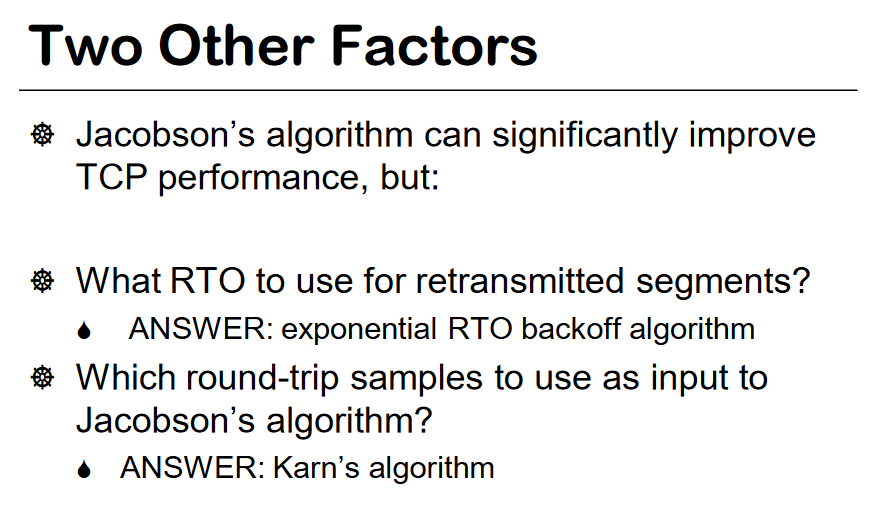 Two Other Factors
Jacobson’s algorithm can significantly improve
TCP performance, but:
What RTO to use for retransmitted segments?
ANSWER: exponential RTO backoff algorithm
Which round-trip samples to use as input to
Jacobson’s algorithm?
ANSWER: Karn’s algorithm